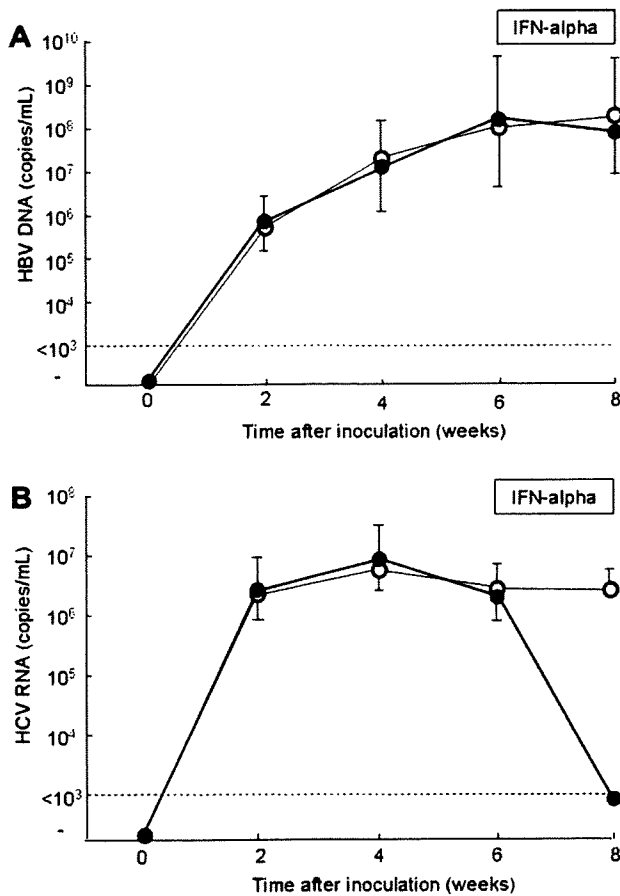 A
IFN-alpha
HBV DNA (copies/mL)
10¹⁰
10⁹
10⁸
10⁷
10⁶
10⁵
10⁴
<10³
-
0 2 4 6 8
Time after inoculation (weeks)
B
IFN-alpha
HCV RNA (copies/mL)
10⁸
10⁷
10⁶
10⁵
10⁴
<10³
-
0 2 4 6 8
Time after inoculation (weeks)